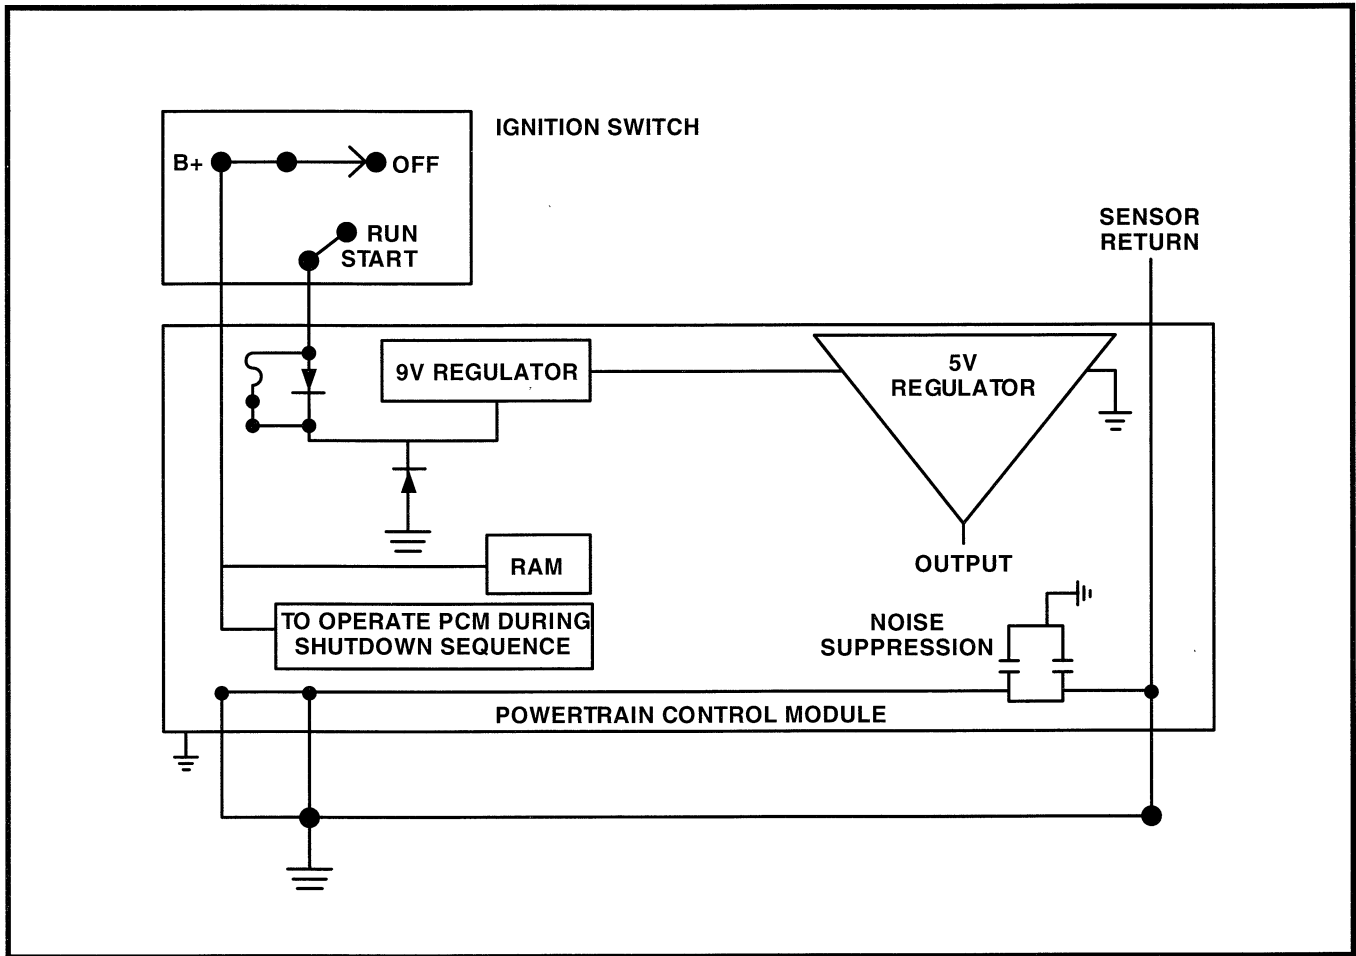 IGNITION SWITCH
B+
OFF
RUN
START
SENSOR
RETURN
9V REGULATOR
5V
REGULATOR
OUTPUT
RAM
TO OPERATE PCM DURING
SHUTDOWN SEQUENCE
NOISE
SUPPRESSION
POWERTRAIN CONTROL MODULE